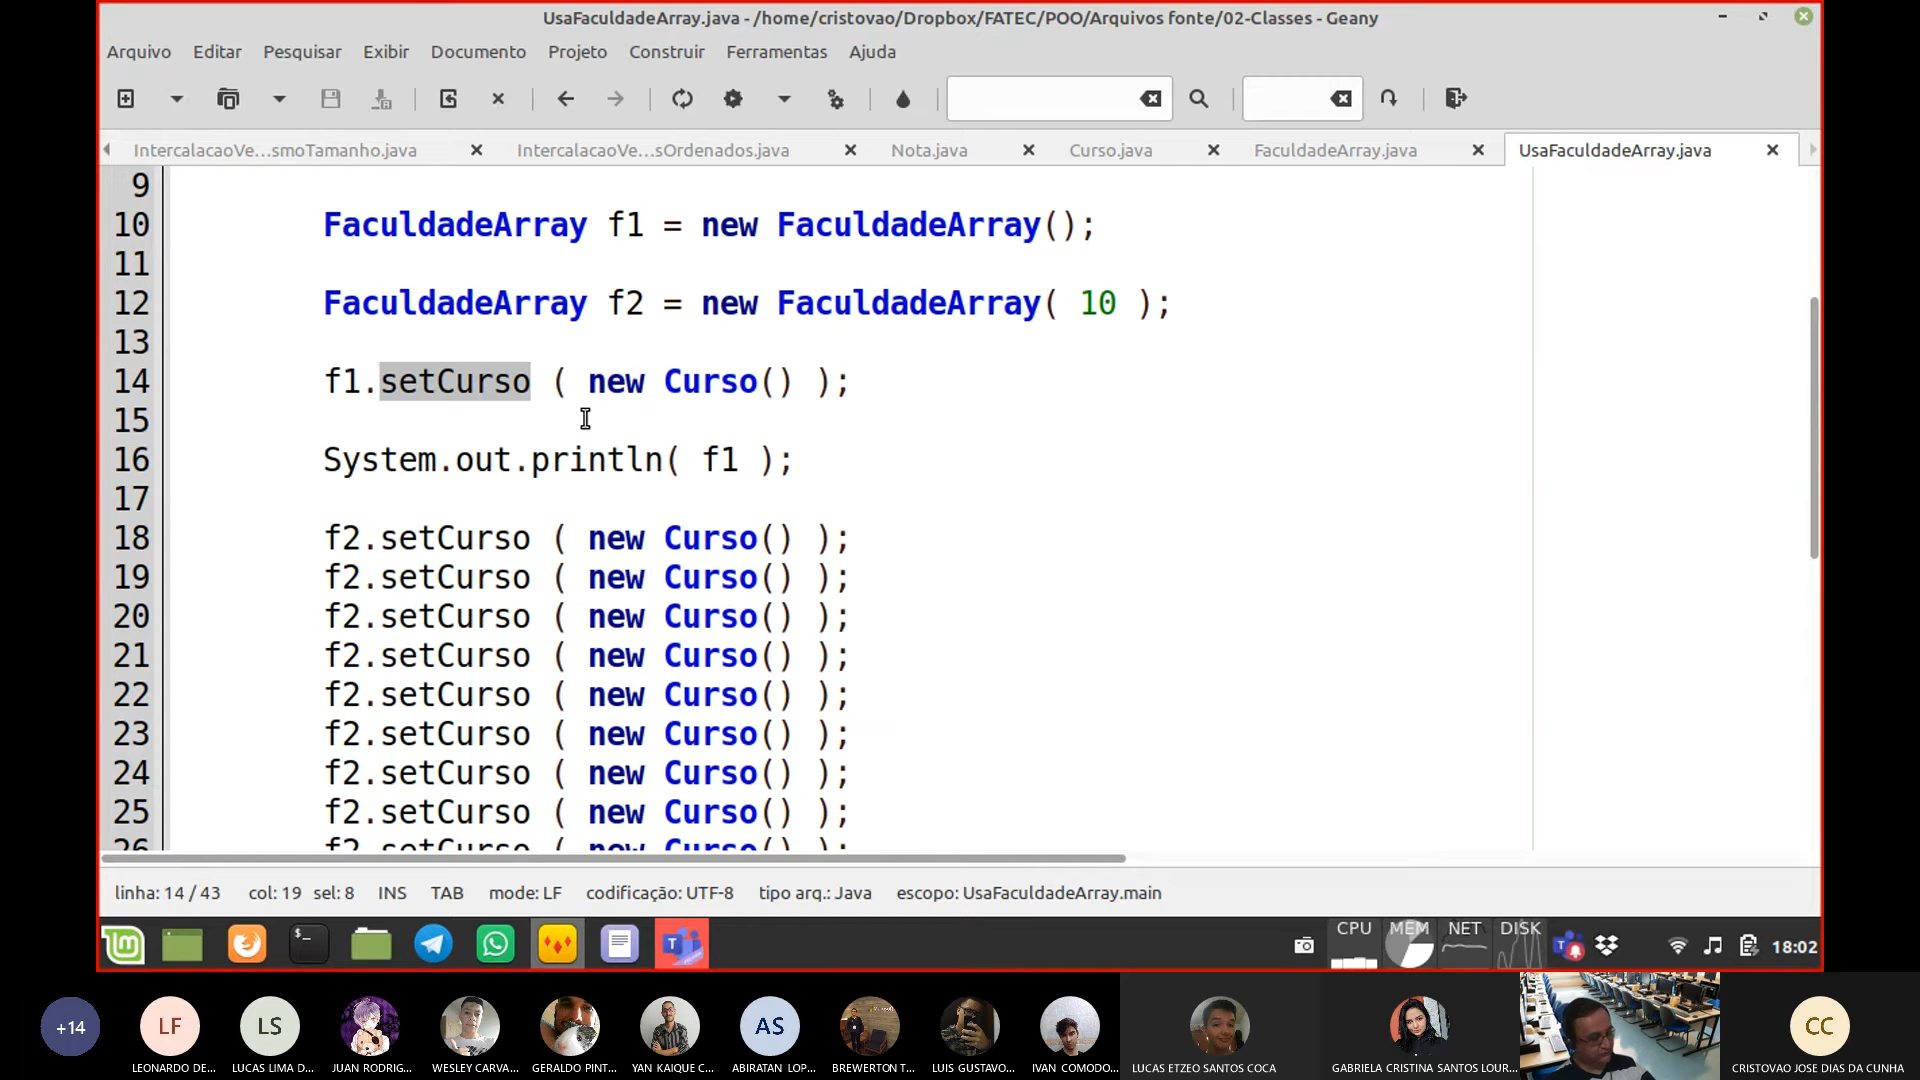 UsaFaculdadeArray.java - /home/cristovao/Dropbox/FATEC/POO/Arquivos fonte/02-Classes - Geany
Arquivo Editar Pesquisar Exibir Documento Projeto Construir Ferramentas Ajuda
IntercalacaoVe...smoTamanho.java IntercalacaoVe...sOrdenados.java Nota.java Curso.java FaculdadeArray.java UsaFaculdadeArray.java
9
10 FaculdadeArray f1 = new FaculdadeArray();
11
12 FaculdadeArray f2 = new FaculdadeArray( 10 );
13
14 f1.setCurso ( new Curso() );
15
16 System.out.println( f1 );
17
18 f2.setCurso ( new Curso() );
19 f2.setCurso ( new Curso() );
20 f2.setCurso ( new Curso() );
21 f2.setCurso ( new Curso() );
22 f2.setCurso ( new Curso() );
23 f2.setCurso ( new Curso() );
24 f2.setCurso ( new Curso() );
25 f2.setCurso ( new Curso() );
26 f2.setCurso ( new Curso() );
linha: 14 / 43 col: 19 sel: 8 INS TAB mode: LF codificação: UTF-8 tipo arq.: Java escopo: UsaFaculdadeArray.main
CPU MEM NET DISK 18:02
+14 LF LS AS CC
LEONARDO DE... LUCAS LIMA D... JUAN RODRIG... WESLEY CARVA... GERALDO PINT... YAN KAIQUE C... ABIRATAN LOP... BREWERTON T... LUIS GUSTAVO... IVAN COMODO... LUCAS ETZEO SANTOS COCA GABRIELA CRISTINA SANTOS LOUR... CRISTOVAO JOSE DIAS DA CUNHA